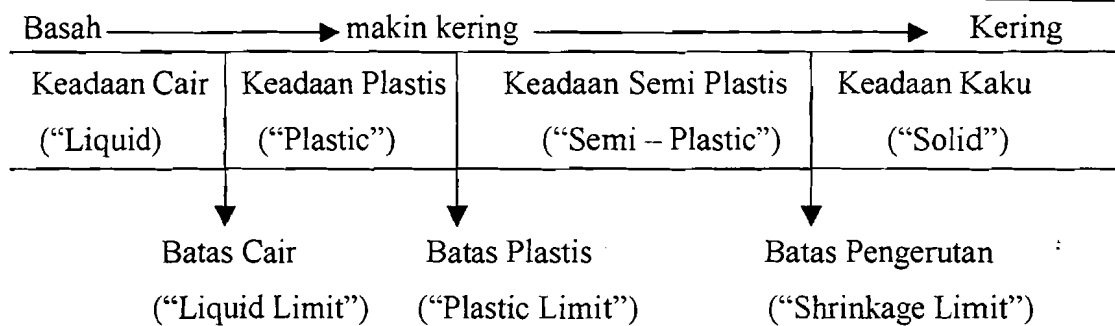 Basah makin kering Kering
Keadaan Cair Keadaan Plastis Keadaan Semi Plastis Keadaan Kaku
(“Liquid) (“Plastic”) (“Semi – Plastic”) (“Solid”)
Batas Cair Batas Plastis Batas Pengerutan
(“Liquid Limit”) (“Plastic Limit”) (“Shrinkage Limit”)